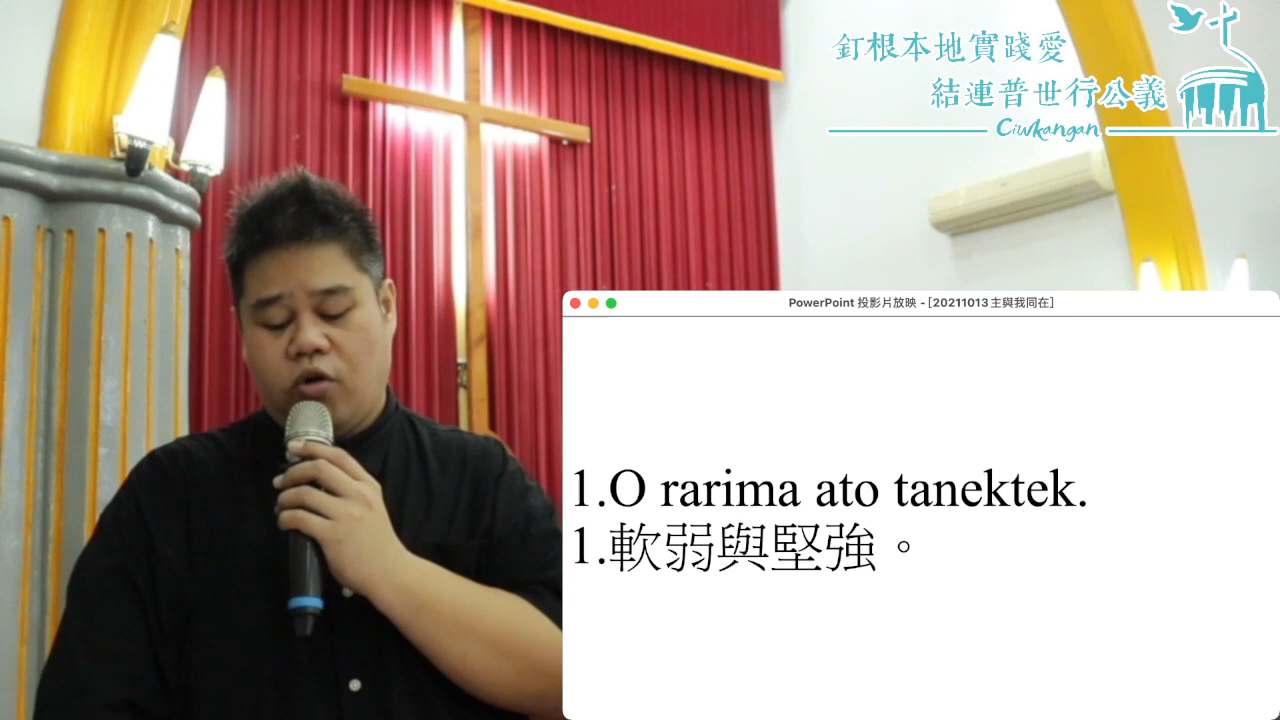 釘根本地實踐愛
結連普世行公義
Ciwkangan
PowerPoint 投影片放映 - [20211013主與我同在]
1.O rarima ato tanektek.
1.軟弱與堅強。